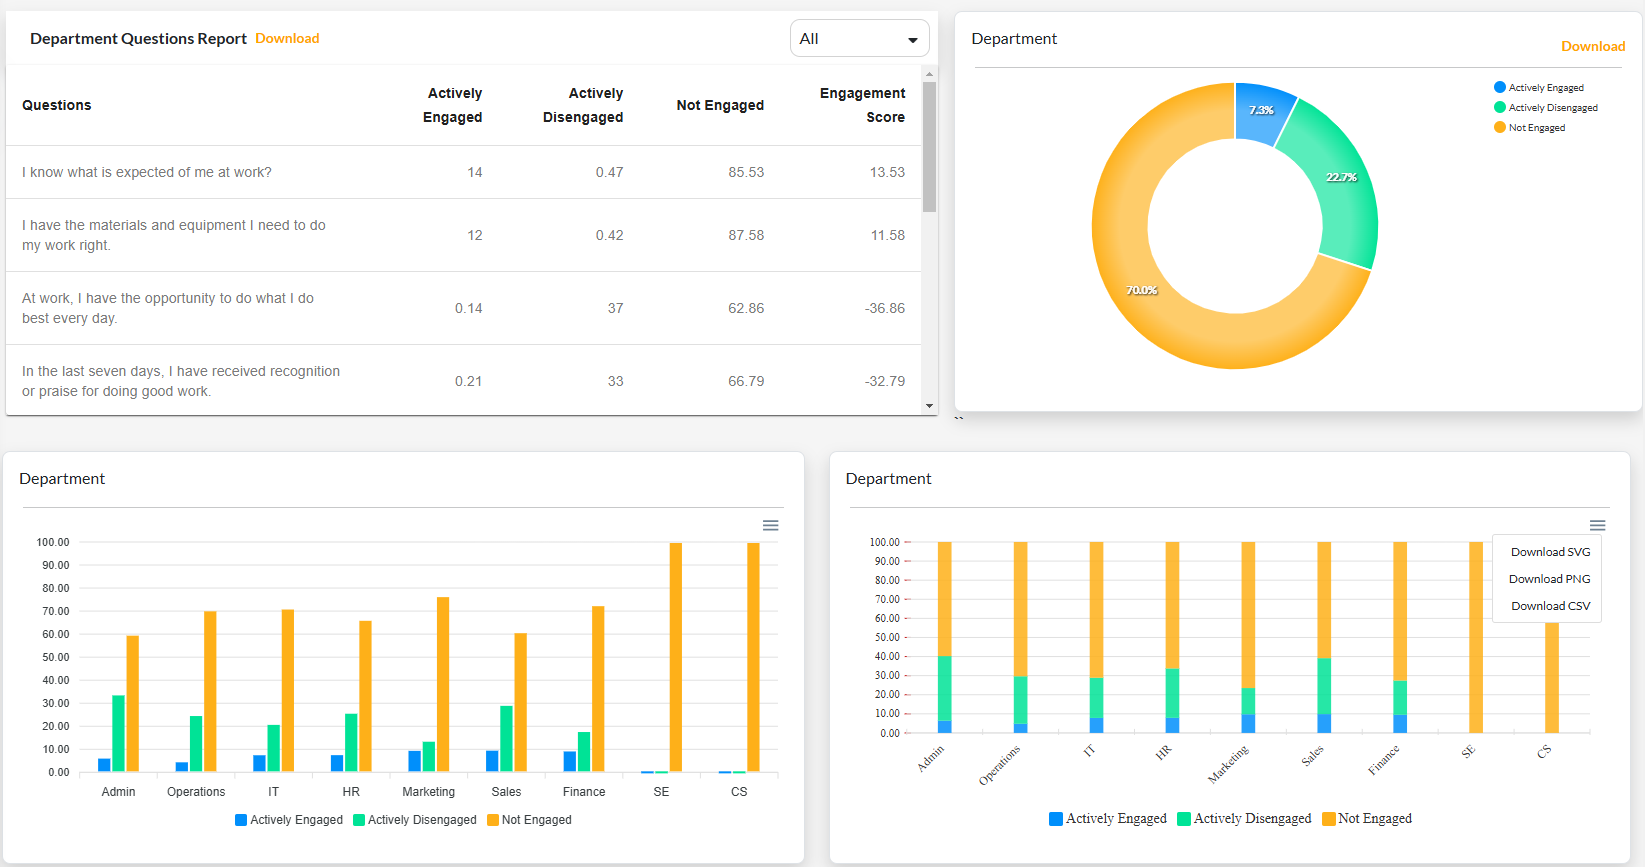 Department Questions Report Download All
Questions Actively Engaged Actively Disengaged Not Engaged Engagement Score
I know what is expected of me at work? 14 0.47 85.53 13.53
I have the materials and equipment I need to do
my work right. 12 0.42 87.58 11.58
At work, I have the opportunity to do what I do
best every day. 0.14 37 62.86 -36.86
In the last seven days, I have received recognition
or praise for doing good work. 0.21 33 66.79 -32.79
Department
Download
Actively Engaged
Actively Disengaged
Not Engaged
7.3%
22.7%
70.0%
``
Department
100.00
90.00
80.00
70.00
60.00
50.00
40.00
30.00
20.00
10.00
0.00
Admin Operations IT HR Marketing Sales Finance SE CS
Actively Engaged Actively Disengaged Not Engaged
Department
Download SVG
Download PNG
Download CSV
100.00
90.00
80.00
70.00
60.00
50.00
40.00
30.00
20.00
10.00
0.00
Admin Operations IT HR Marketing Sales Finance SE CS
Actively Engaged Actively Disengaged Not Engaged